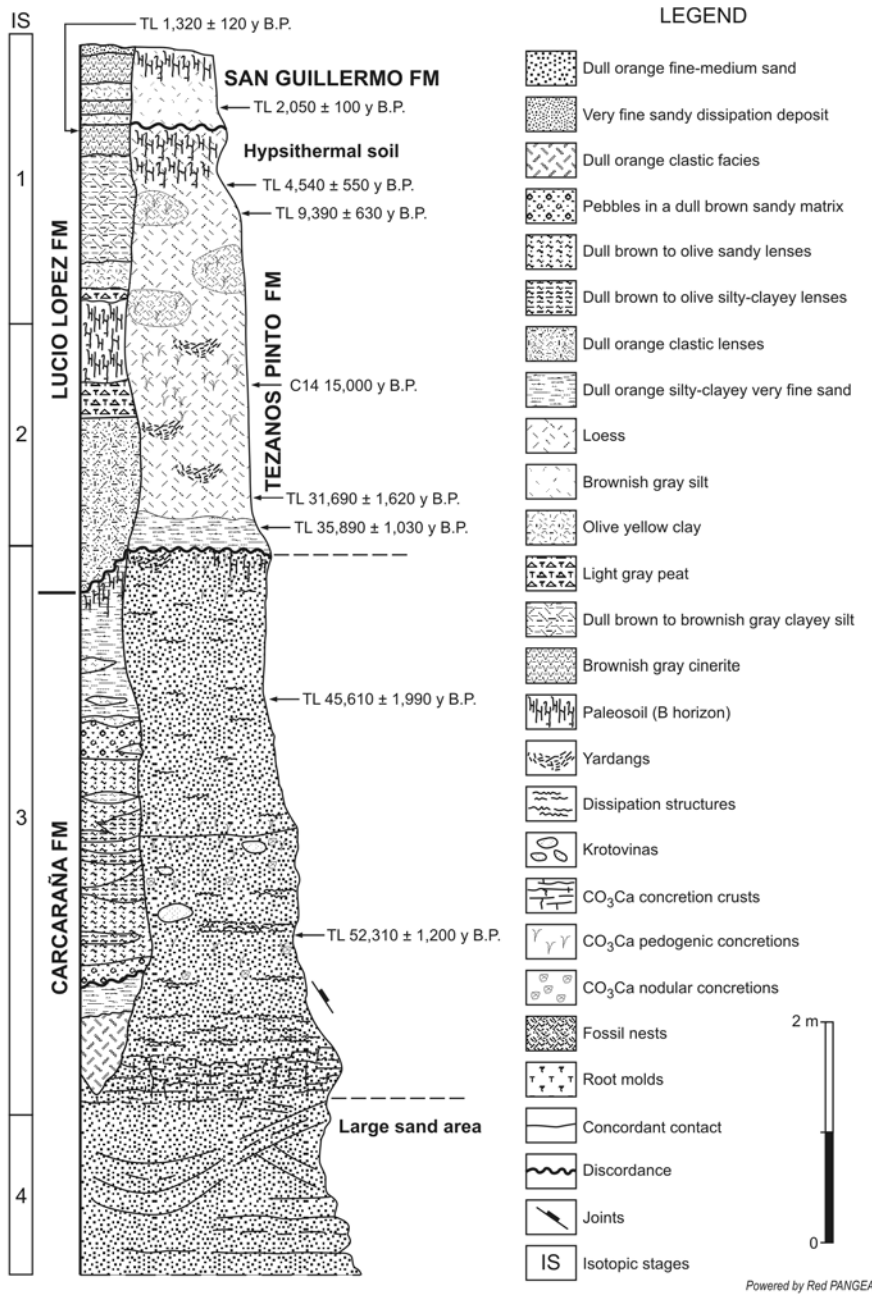 IS
TL 1,320 ± 120 y B.P.
SAN GUILLERMO FM
TL 2,050 ± 100 y B.P.
Hypsithermal soil
TL 4,540 ± 550 y B.P.
TL 9,390 ± 630 y B.P.
1
LUCIO LOPEZ FM
TEZANOS PINTO FM
C14 15,000 y B.P.
2
TL 31,690 ± 1,620 y B.P.
TL 35,890 ± 1,030 y B.P.
TL 45,610 ± 1,990 y B.P.
3
CARCARAÑA FM
TL 52,310 ± 1,200 y B.P.
Large sand area
4
LEGEND
Dull orange fine-medium sand
Very fine sandy dissipation deposit
Dull orange clastic facies
Pebbles in a dull brown sandy matrix
Dull brown to olive sandy lenses
Dull brown to olive silty-clayey lenses
Dull orange clastic lenses
Dull orange silty-clayey very fine sand
Loess
Brownish gray silt
Olive yellow clay
Light gray peat
Dull brown to brownish gray clayey silt
Brownish gray cinerite
Paleosoil (B horizon)
Yardangs
Dissipation structures
Krotovinas
CO₃Ca concretion crusts
CO₃Ca pedogenic concretions
CO₃Ca nodular concretions
Fossil nests
Root molds
Concordant contact
Discordance
Joints
IS Isotopic stages
2 m
0
Powered by Red PANGEA